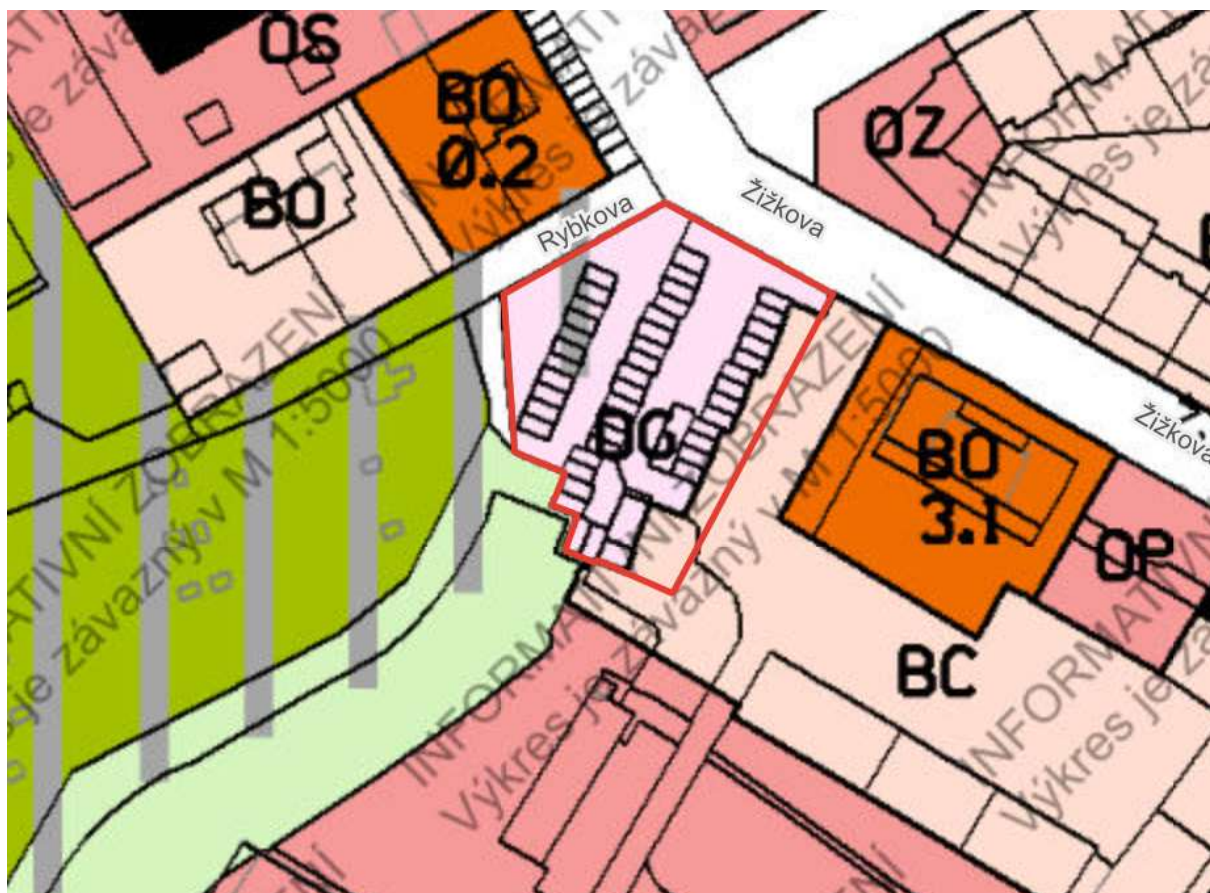 OS
BO
0.2
OZ
BO
Rybkova
Žižkova
DG
BO
3.1
Žižkova
OP
BC
INFORMATIVNÍ ZOBRAZENÍ
Výkres je závazný v M 1:5000